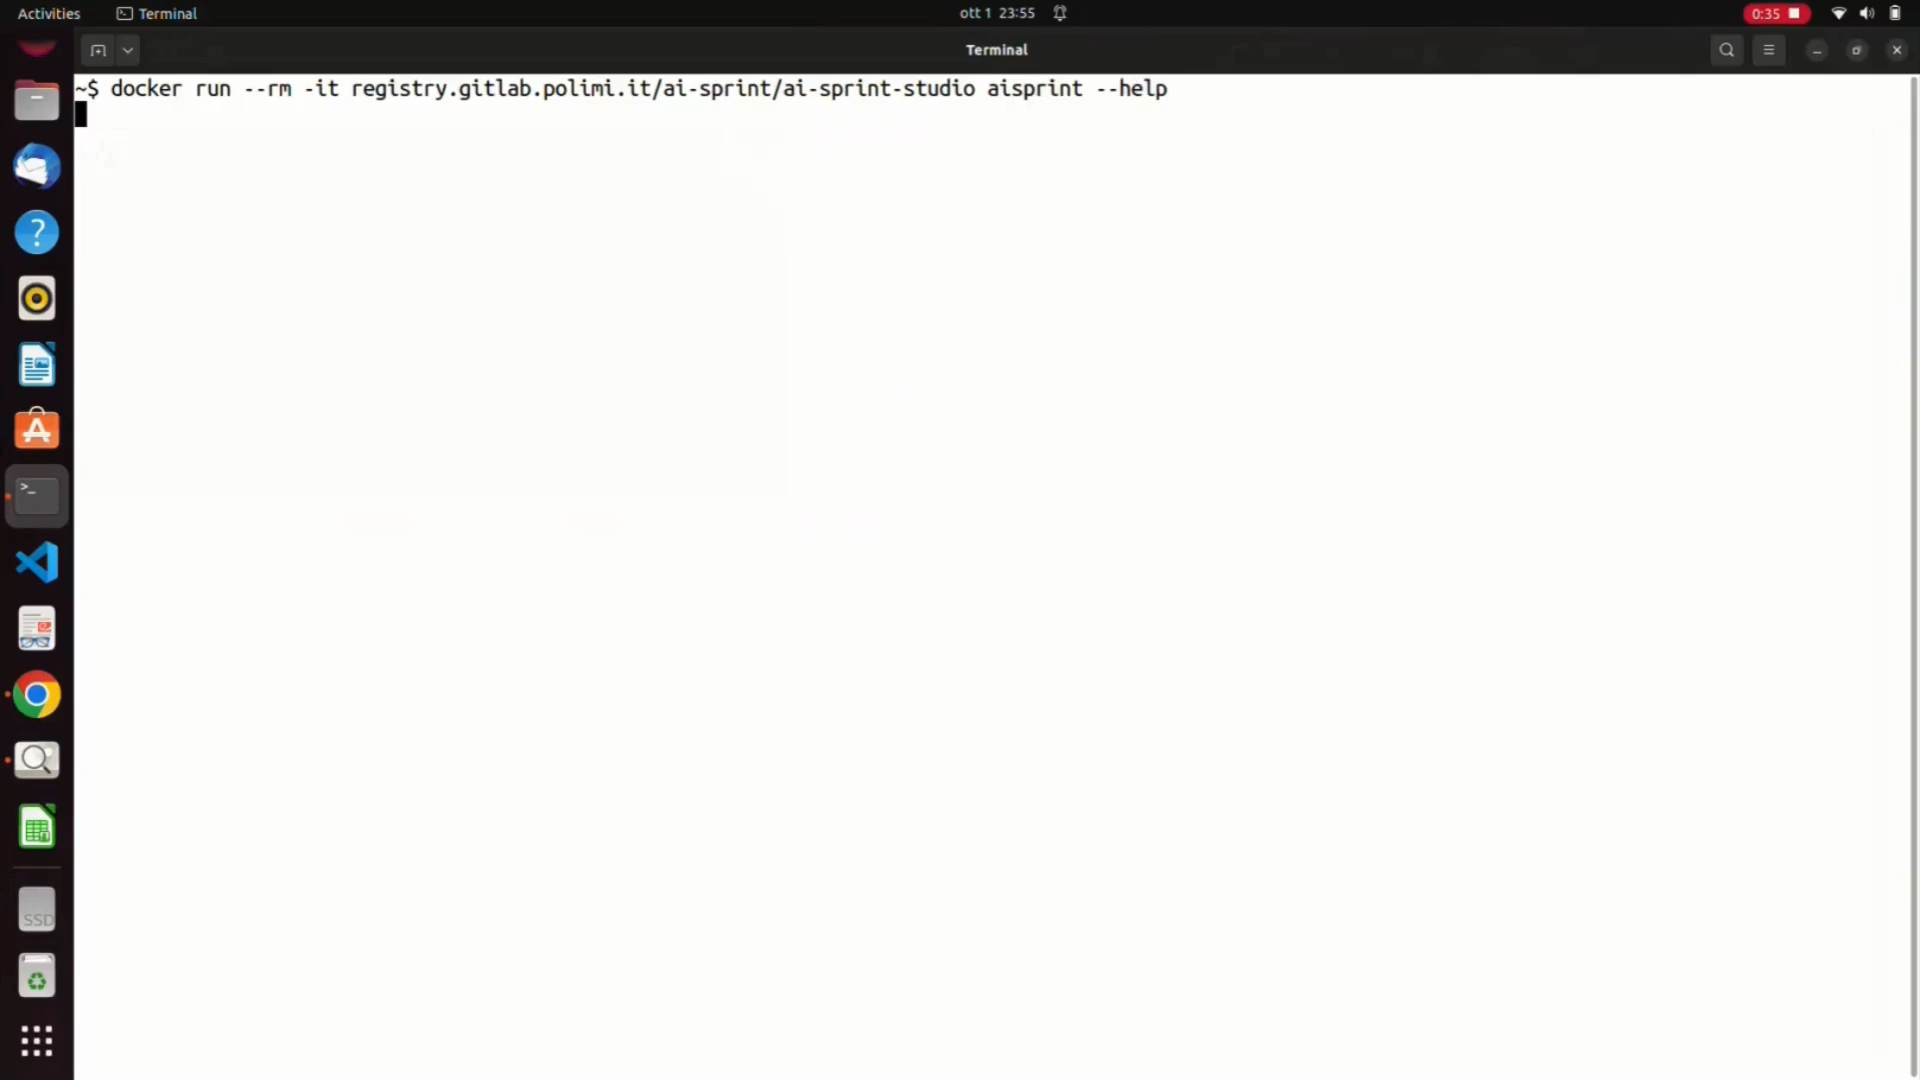 Activities
Terminal
ott 1 23:55
0:35
Terminal
~$ docker run --rm -it registry.gitlab.polimi.it/ai-sprint/ai-sprint-studio aisprint --help
?
>_
SSD